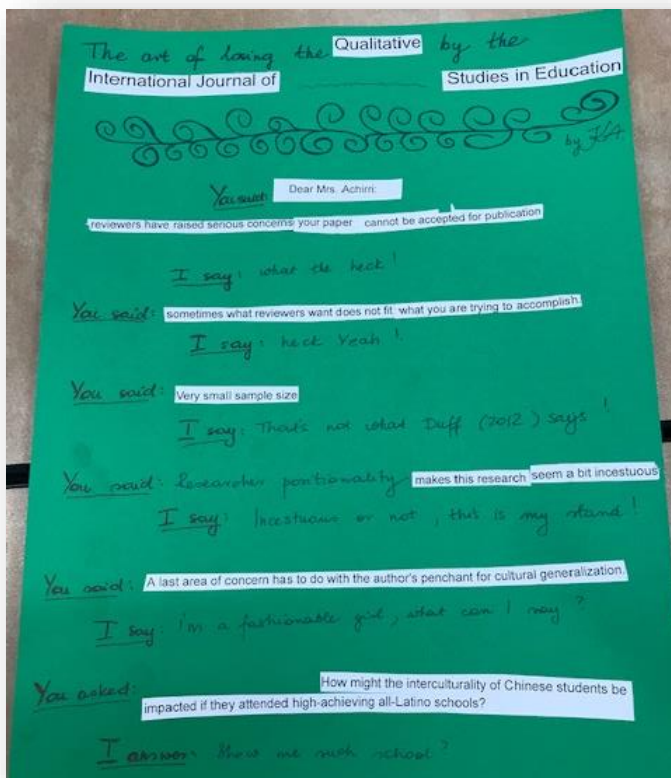 The art of losing the Qualitative by the
International Journal of Studies in Education
by KA.
You said: Dear Mrs. Achirri:
reviewers have raised serious concerns your paper cannot be accepted for publication
I say: what the heck!
You said: sometimes what reviewers want does not fit what you are trying to accomplish.
I say: heck Yeah!
You said: Very small sample size
I say: That's not what Duff (2012) says!
You said: Researcher positionality makes this research seem a bit incestuous
I say: Incestuous or not, this is my stand!
You said: A last area of concern has to do with the author's penchant for cultural generalization.
I say: I'm a fashionable girl, what can I say?
You asked: How might the interculturality of Chinese students be
impacted if they attended high-achieving all-Latino schools?
I answer: Show me such school?